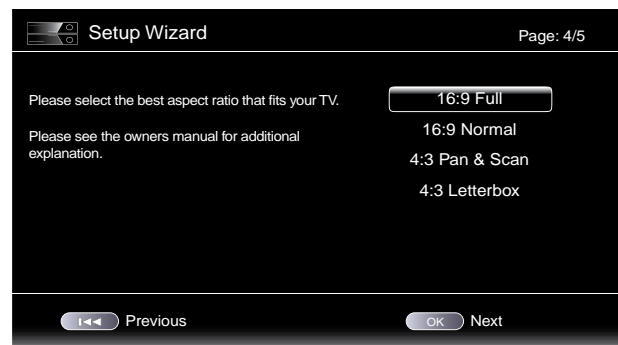 Setup Wizard
Page: 4/5
Please select the best aspect ratio that fits your TV.
Please see the owners manual for additional
explanation.
16:9 Full
16:9 Normal
4:3 Pan & Scan
4:3 Letterbox
Previous
OK Next